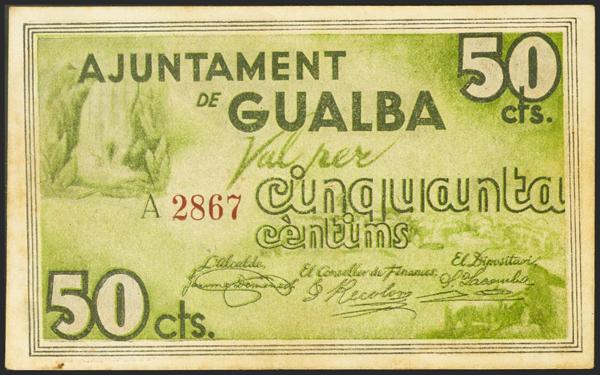 50 cts.
AJUNTAMENT
DE GUALBA
Val per
A 2867
cinquanta
cèntims
L'Alcalde,
El Conseller de Finances,
El Dipositari,
50 cts.